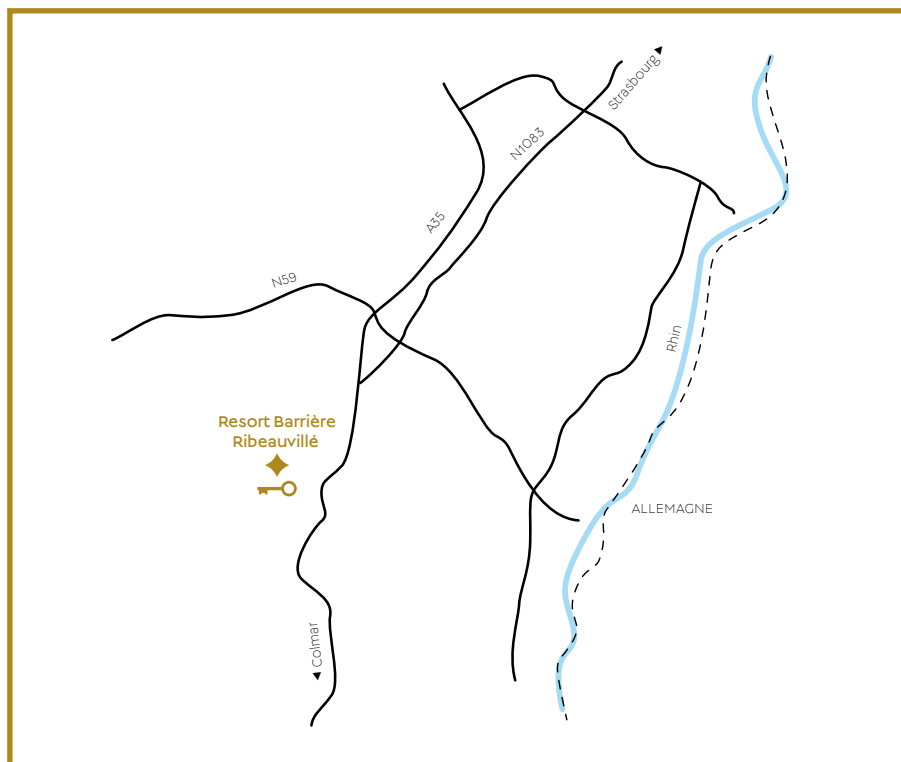 Strasbourg
N1083
A35
N59
Rhin
Resort Barrière
Ribeauvillé
ALLEMAGNE
Colmar